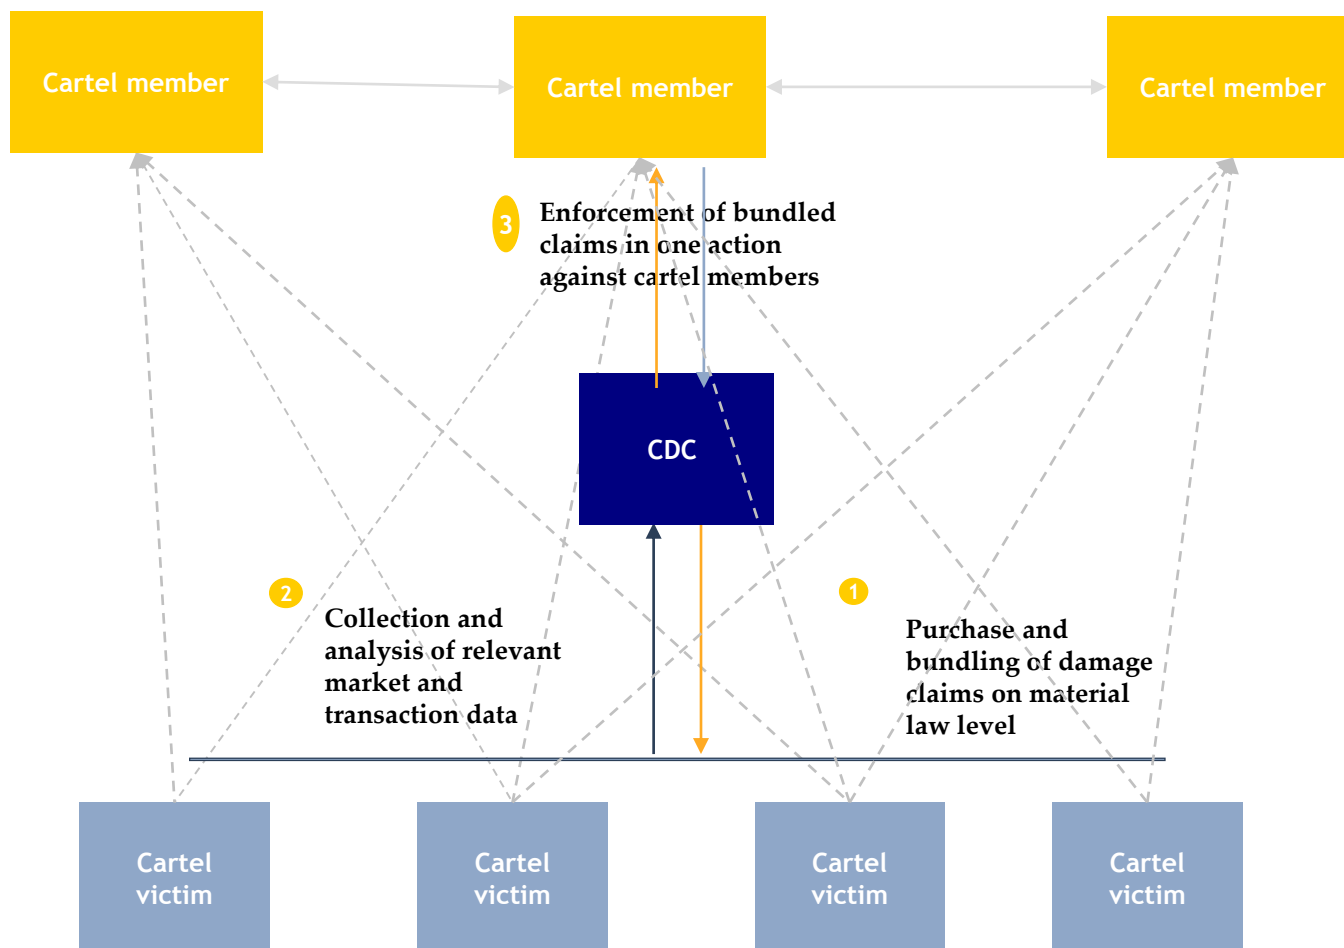 Cartel member
Cartel member
Cartel member
3
Enforcement of bundled
claims in one action
against cartel members
CDC
2
Collection and
analysis of relevant
market and
transaction data
1
Purchase and
bundling of damage
claims on material
law level
Cartel
victim
Cartel
victim
Cartel
victim
Cartel
victim